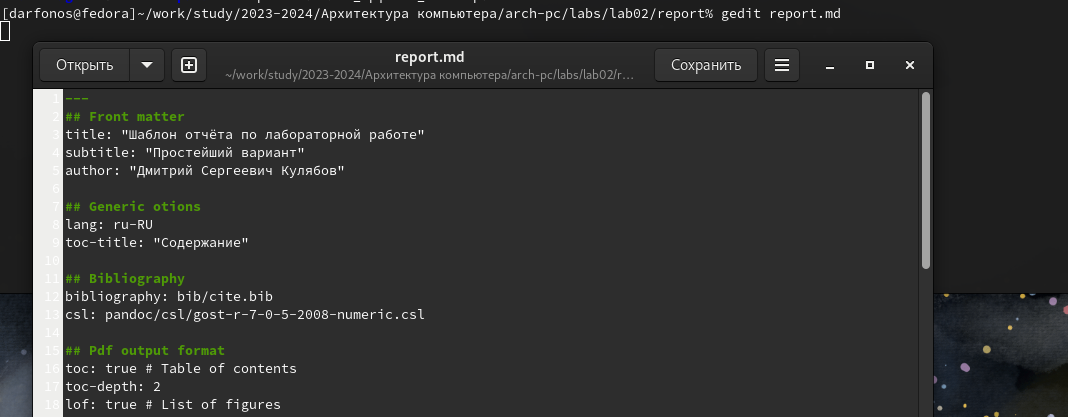 [darfonos@fedora]~/work/study/2023-2024/Архитектура компьютера/arch-pc/labs/lab02/report% gedit report.md
Открыть
report.md
~/work/study/2023-2024/Архитектура компьютера/arch-pc/labs/lab02/r…
Сохранить
1 ---
2 ## Front matter
3 title: "Шаблон отчёта по лабораторной работе"
4 subtitle: "Простейший вариант"
5 author: "Дмитрий Сергеевич Кулябов"
6
7 ## Generic otions
8 lang: ru-RU
9 toc-title: "Содержание"
10
11 ## Bibliography
12 bibliography: bib/cite.bib
13 csl: pandoc/csl/gost-r-7-0-5-2008-numeric.csl
14
15 ## Pdf output format
16 toc: true # Table of contents
17 toc-depth: 2
18 lof: true # List of figures